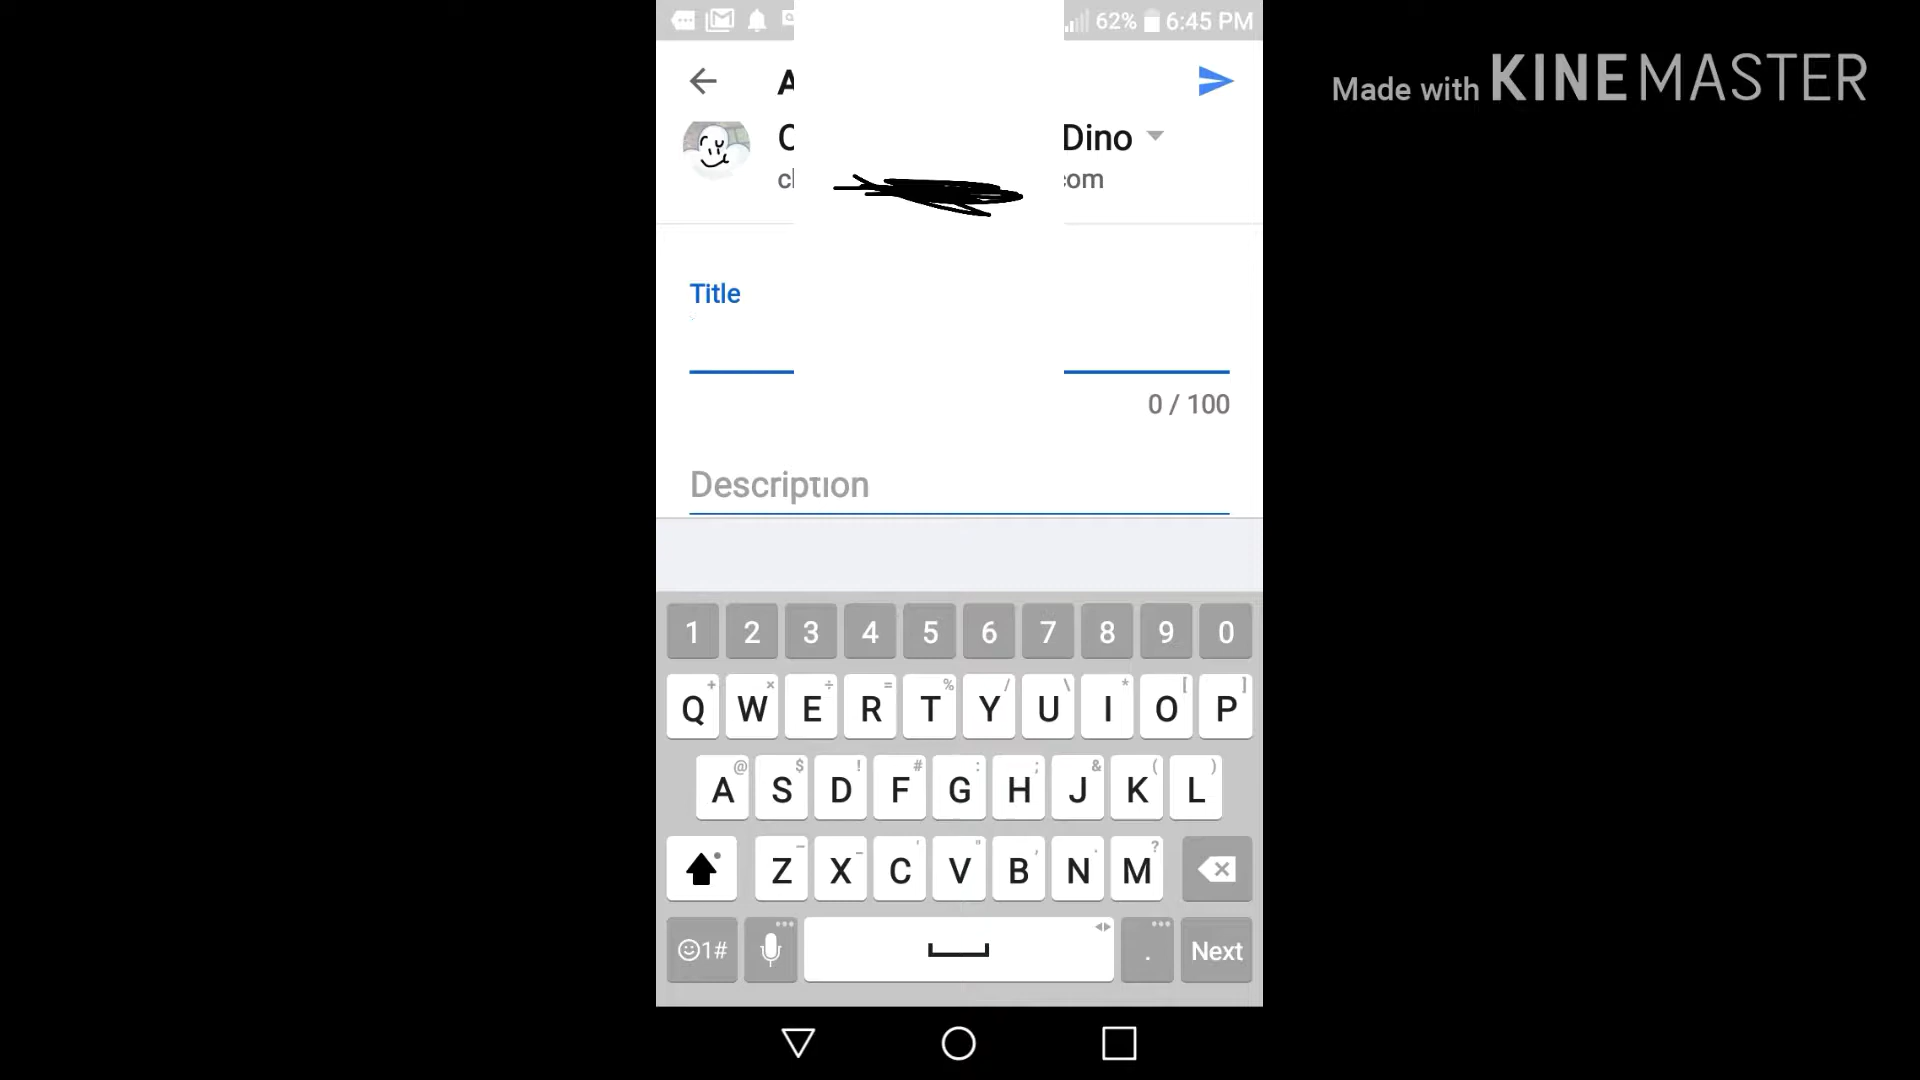 62% 6:45 PM
Made with KINEMASTER
A
C Dino
com
Title
0 / 100
Description
1 2 3 4 5 6 7 8 9 0
Q W E R T Y U I O P
A S D F G H J K L
Z X C V B N M
1# . Next